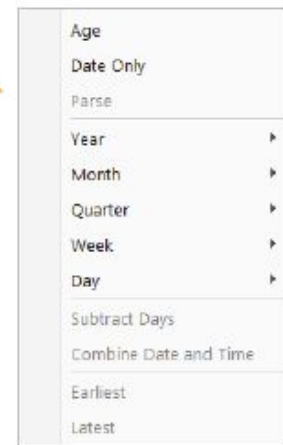 Age
Date Only
Parse
Year
Month
Quarter
Week
Day
Subtract Days
Combine Date and Time
Earliest
Latest